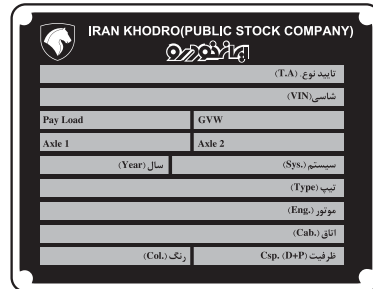 IRAN KHODRO(PUBLIC STOCK COMPANY)
ایران خودرو
تایید نوع. (T.A)
شاسی(VIN)
Pay Load GVW
Axle 1 Axle 2
سیستم (Sys.) سال (Year)
تیپ (Type)
موتور (Eng.)
اتاق (Cab.)
ظرفیت Csp. (D+P) رنگ (Col.)